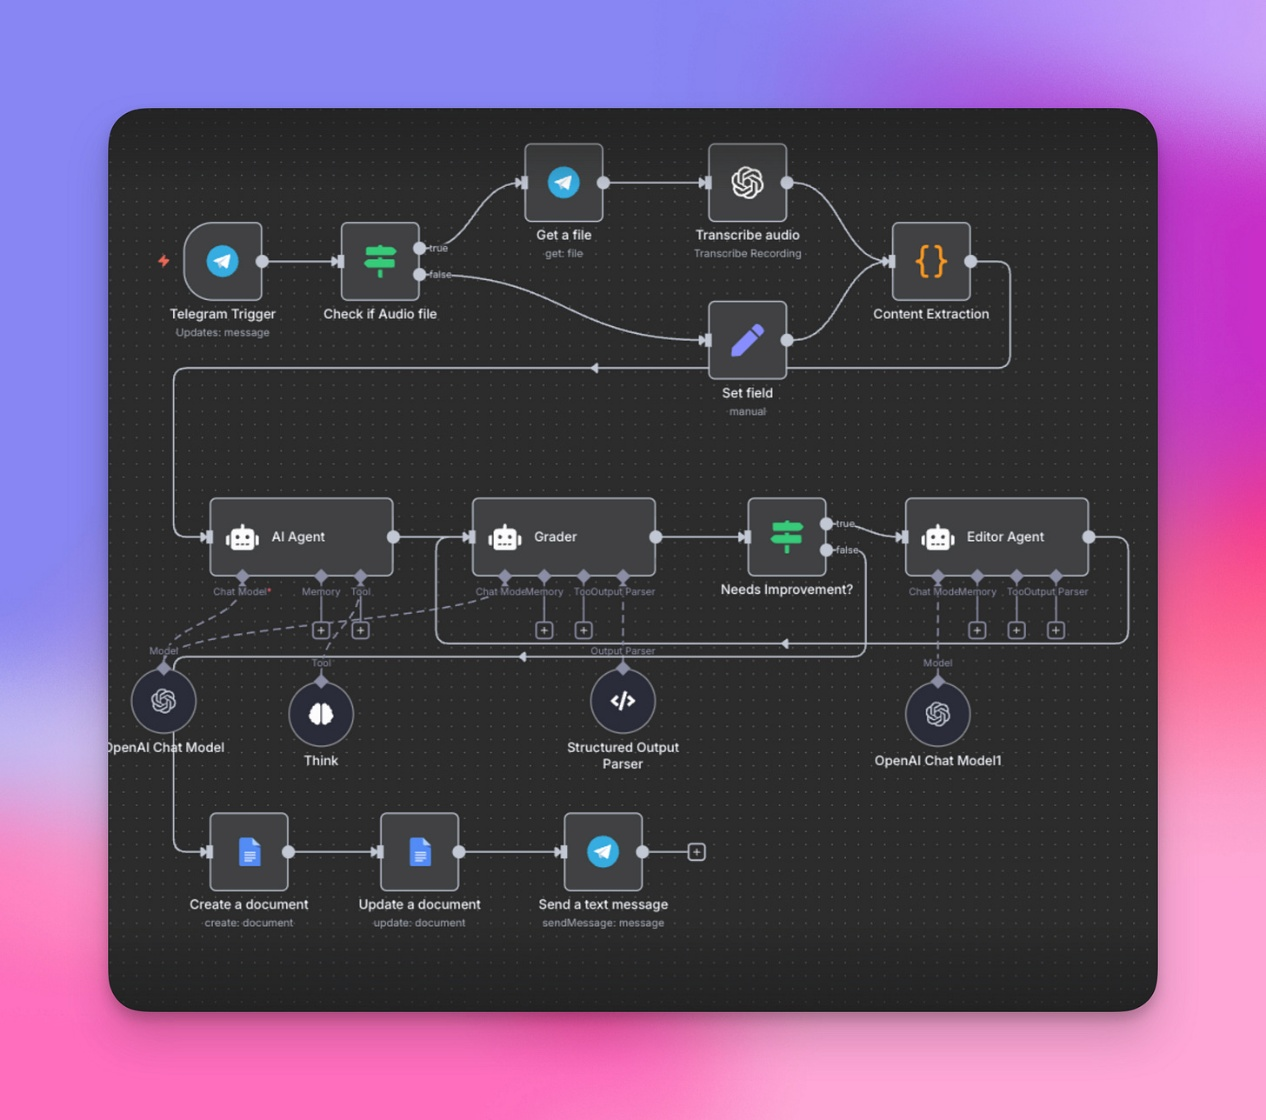 Get a file
get: file
Transcribe audio
Transcribe Recording
true
false
Telegram Trigger
Updates: message
Check if Audio file
Content Extraction
Set field
manual
AI Agent
Chat Model*
Memory
Tool
Grader
Chat Mode
Memory
Too
Output Parser
true
false
Needs Improvement?
Editor Agent
Chat Mode
Memory
Too
Output Parser
Model
OpenAI Chat Model
Tool
Think
Output Parser
Structured Output
Parser
Model
OpenAI Chat Model1
Create a document
create: document
Update a document
update: document
Send a text message
sendMessage: message